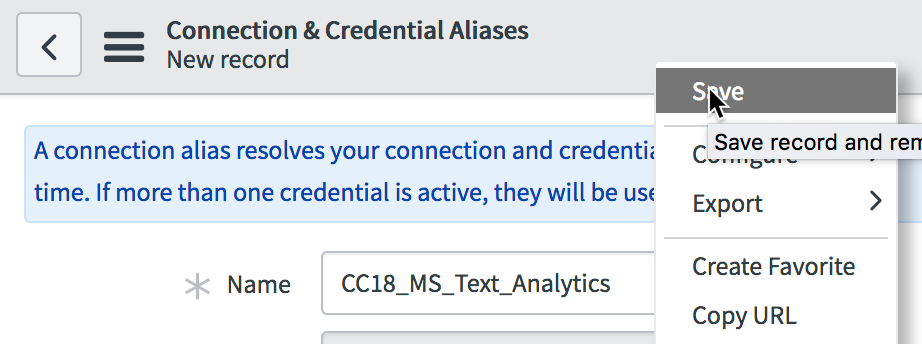 Connection & Credential Aliases
New record
Save
Save record and rem
A connection alias resolves your connection and credentia
Configure
time. If more than one credential is active, they will be use
Export
Name
CC18_MS_Text_Analytics
Create Favorite
Copy URL